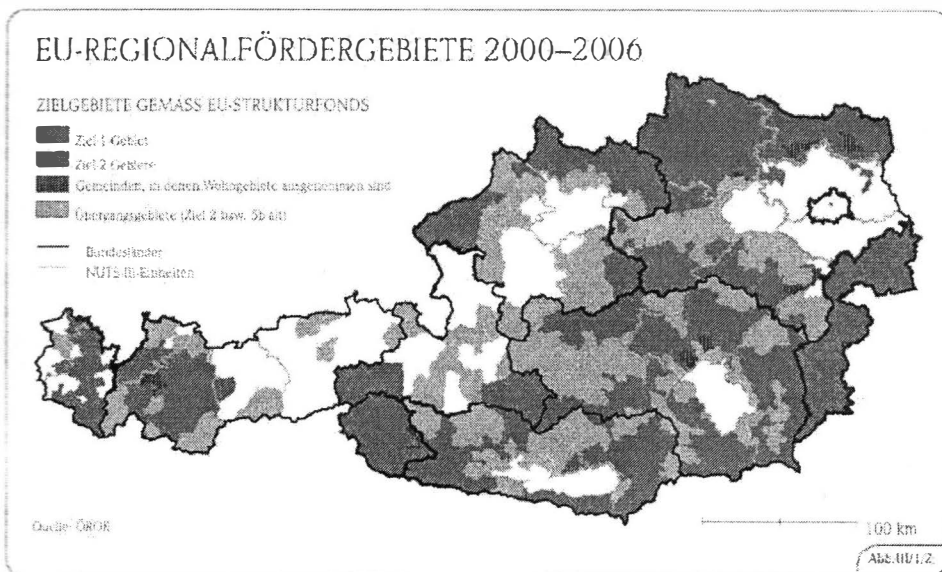 EU-REGIONALFÖRDERGEBIETE 2000–2006
ZIELGEBIETE GEMÄSS EU-STRUKTURFONDS
Ziel 1 Gebiet
Ziel 2 Gebiete
Gemeinden, in denen Wohngebiete ausgenommen sind
Übergangsgebiete (Ziel 2 bzw. 5b alt)
Bundesländer
NUTS-III-Einheiten
Quelle: ÖROK
100 km
Abb.III/1/2